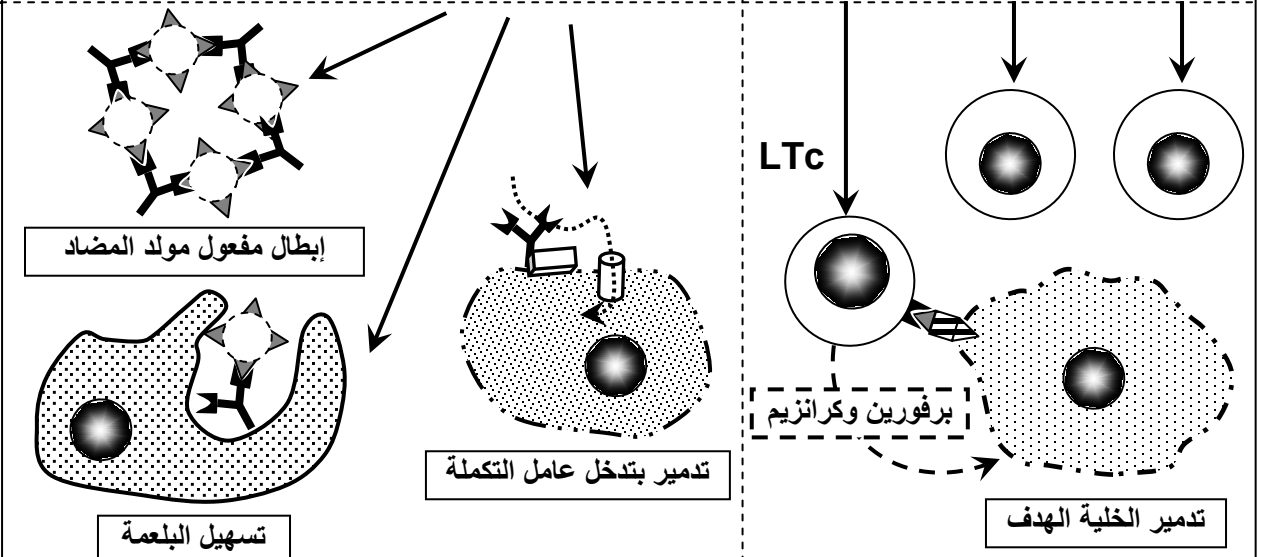 LTc
إبطال مفعول مولد المضاد
برفورين وكرانزيم
تدمير بتدخل عامل التكملة
تدمير الخلية الهدف
تسهيل البلعمة